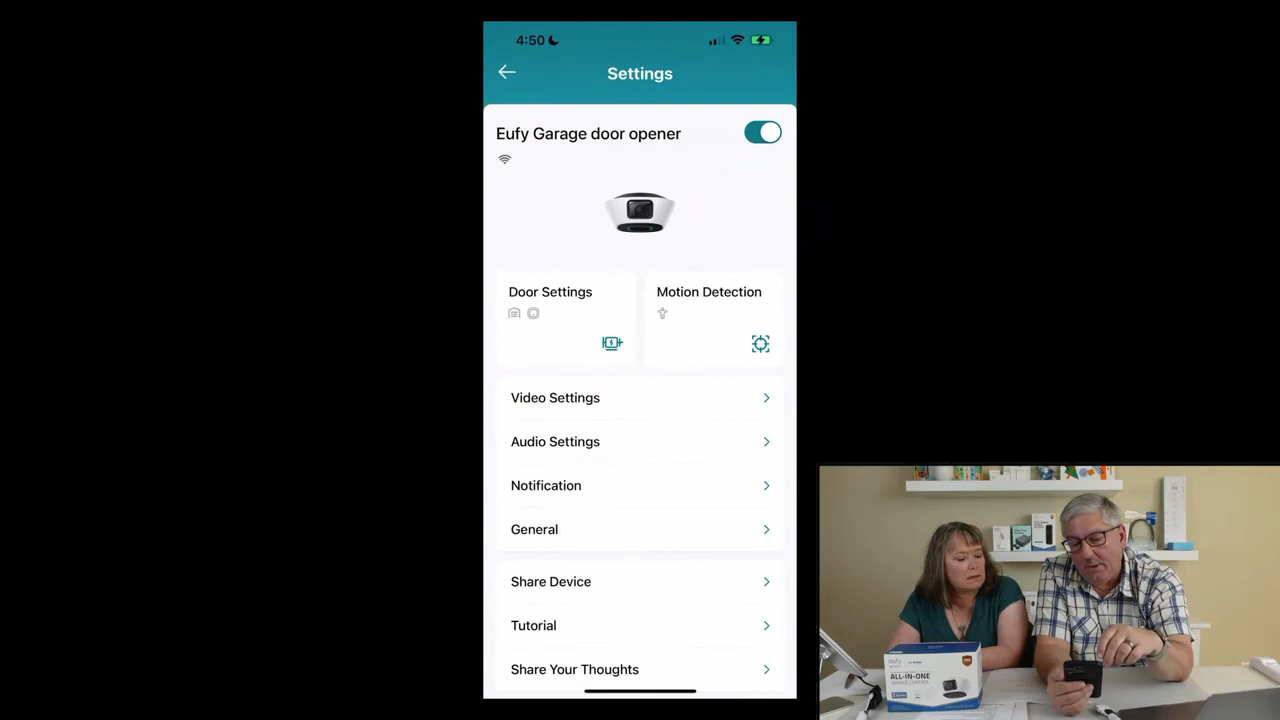 4:50
Settings
Eufy Garage door opener
Door Settings
Motion Detection
Video Settings
Audio Settings
Notification
General
Share Device
Tutorial
Share Your Thoughts
eufy
ALL-IN-ONE